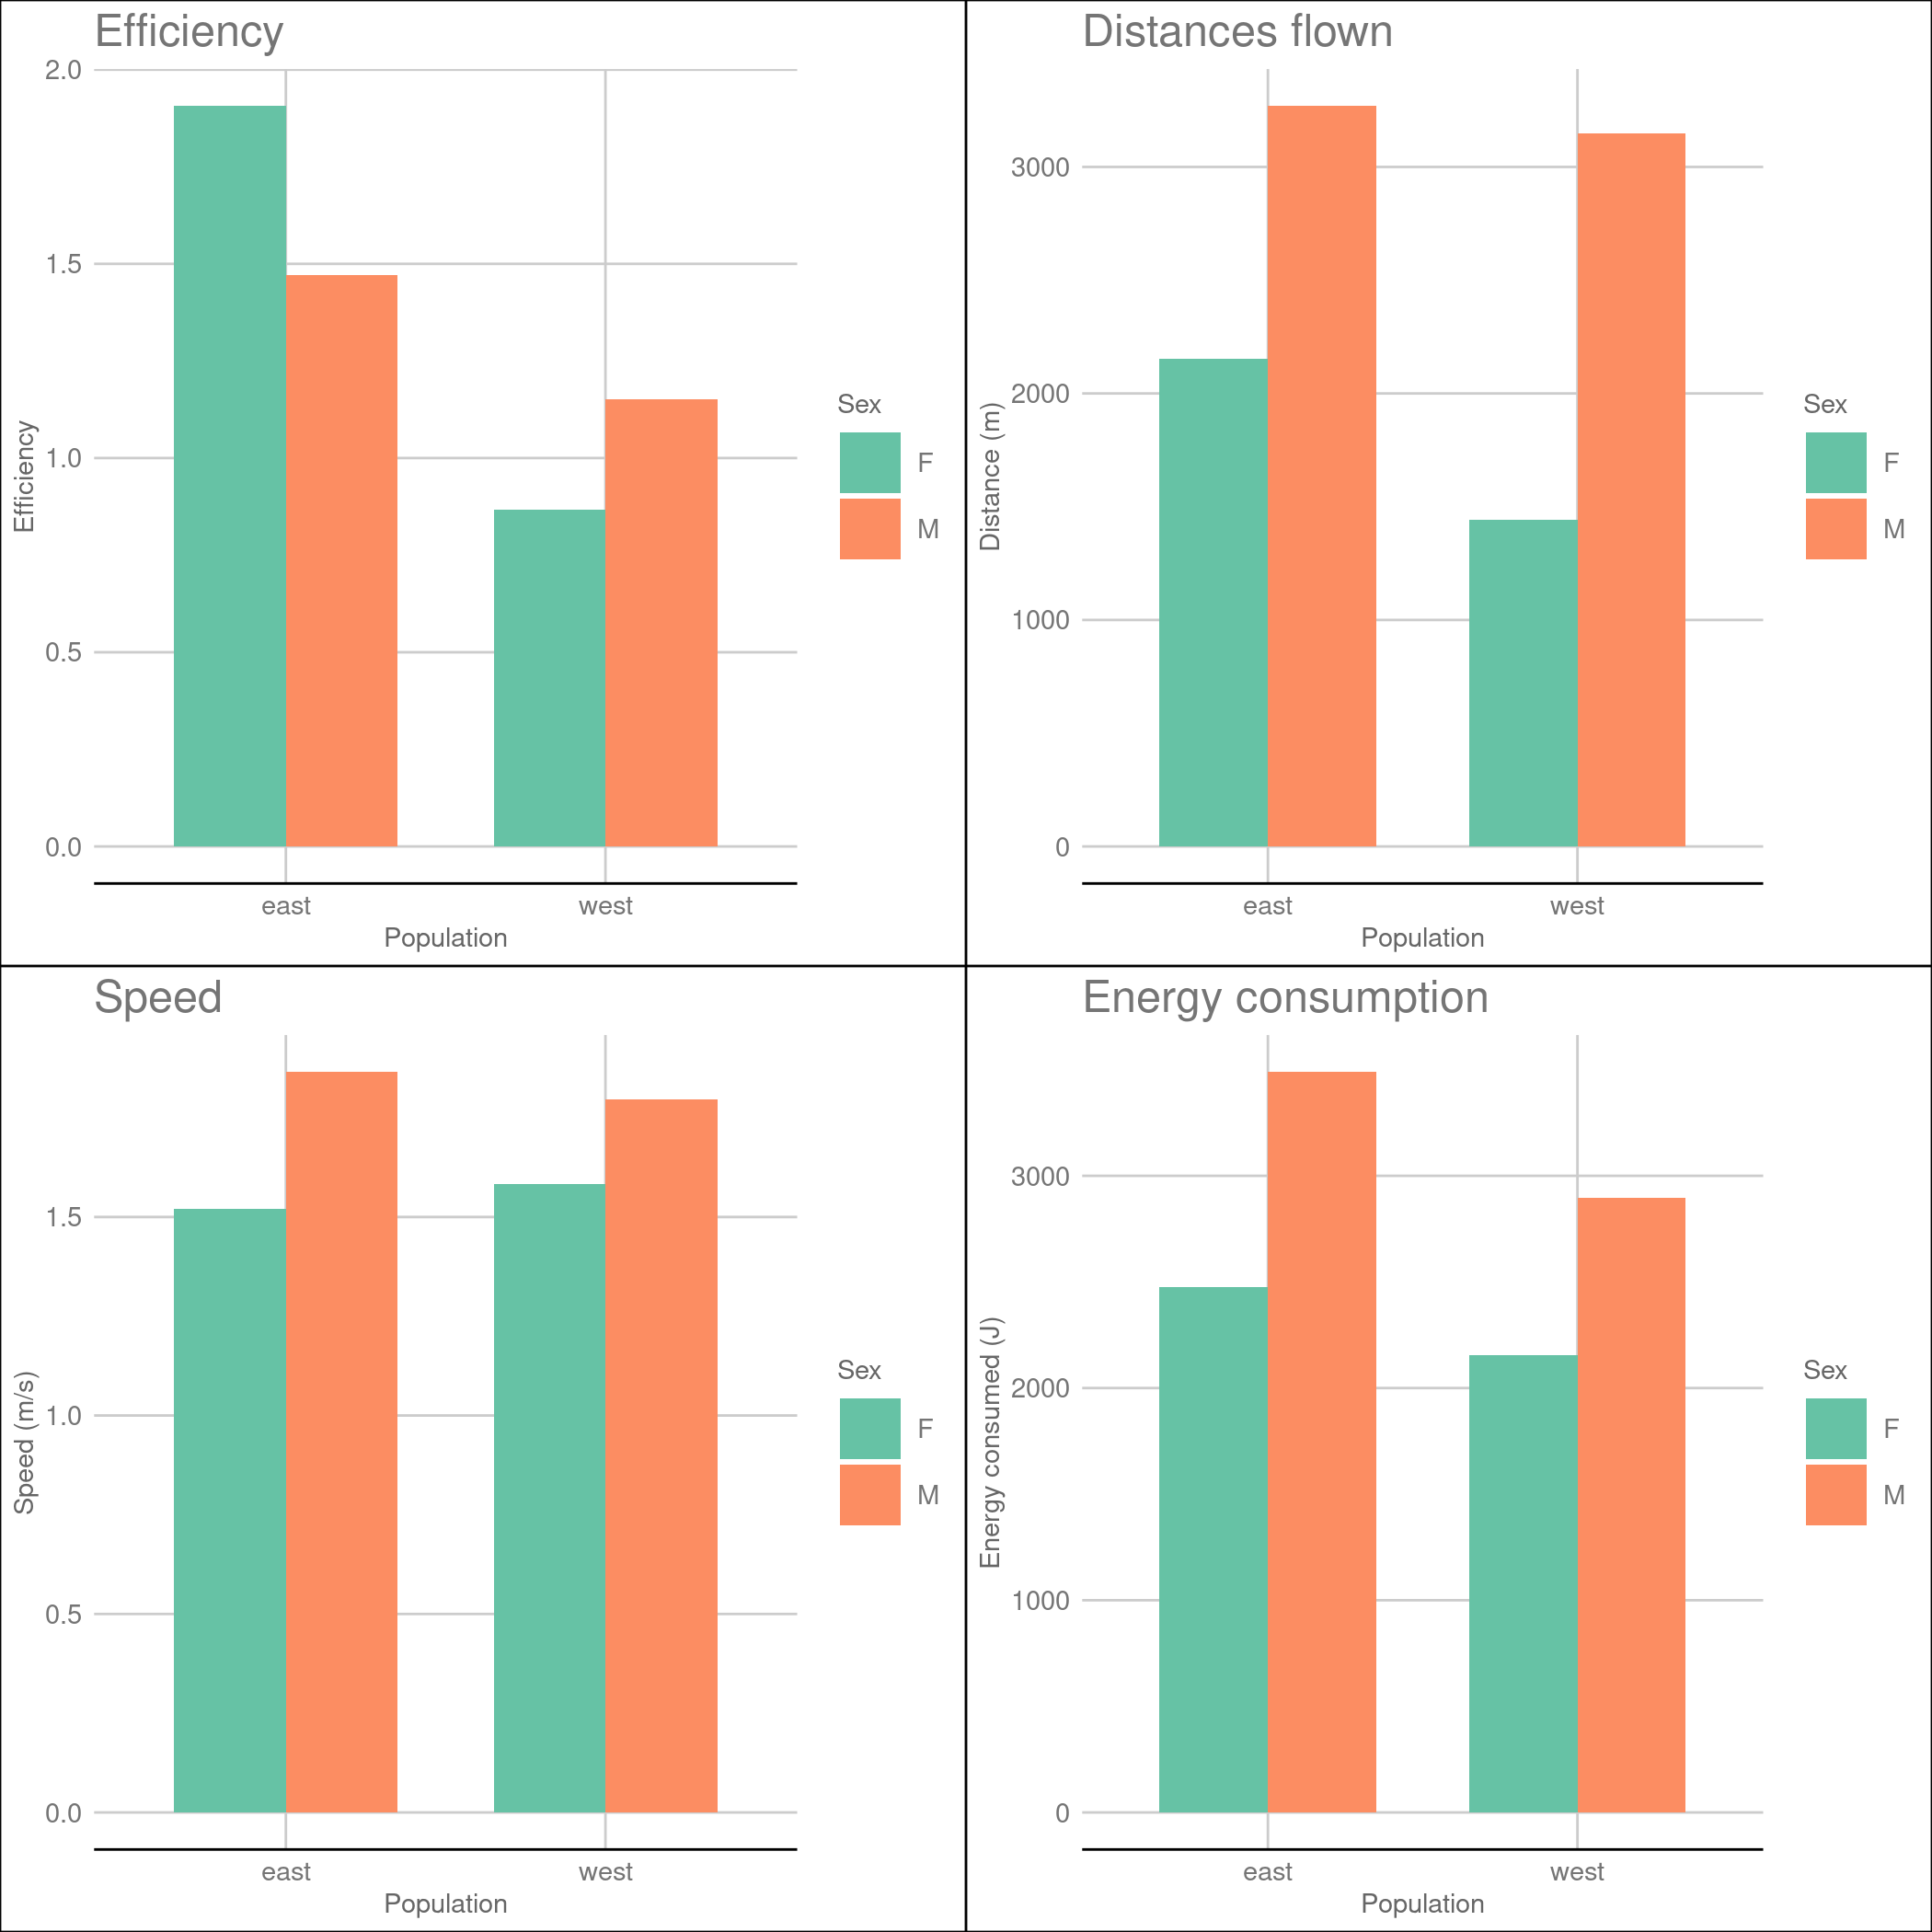 Efficiency
2.0
1.5
1.0
0.5
0.0
Efficiency
east west
Population
Sex
F
M
Distances flown
3000
2000
1000
0
Distance (m)
east west
Population
Sex
F
M
Speed
1.5
1.0
0.5
0.0
Speed (m/s)
east west
Population
Sex
F
M
Energy consumption
3000
2000
1000
0
Energy consumed (J)
east west
Population
Sex
F
M